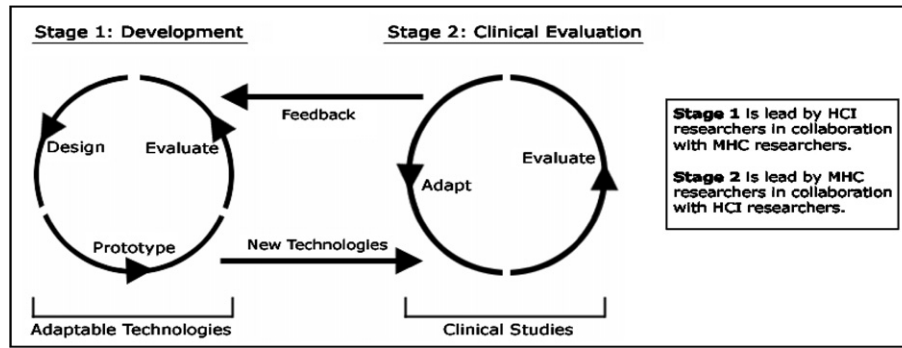 Stage 1: Development
Stage 2: Clinical Evaluation
Feedback
Design
Evaluate
Adapt
Evaluate
Prototype
New Technologies
Adaptable Technologies
Clinical Studies
Stage 1 is lead by HCI
researchers in collaboration
with MHC researchers.
Stage 2 is lead by MHC
researchers in collaboration
with HCI researchers.